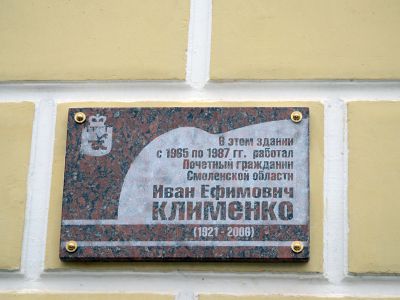 В этом здании
с 1965 по 1987 гг. работал
Почетный гражданин
Смоленской области
Иван Ефимович
КЛИМЕНКО
(1921 - 2006)